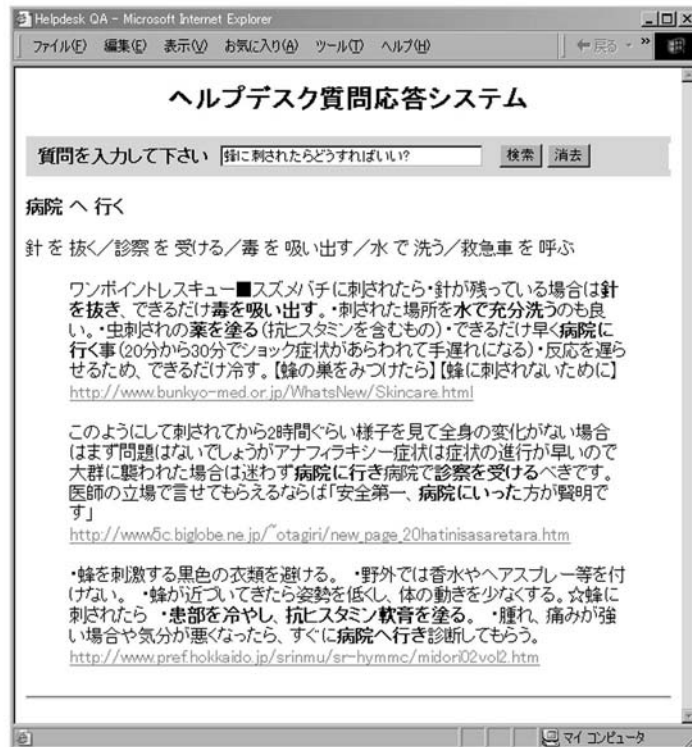 Helpdesk QA - Microsoft Internet Explorer
ファイル(F) 編集(E) 表示(V) お気に入り(A) ツール(T) ヘルプ(H) 戻る »
ヘルプデスク質問応答システム
質問を入力して下さい 蜂に刺されたらどうすればいい? 検索 消去
病院 へ 行く
針 を 抜く／診察 を 受ける／毒 を 吸い出す／水 で 洗う／救急車 を 呼ぶ
ワンポイントレスキュー■スズメバチに刺されたら・針が残っている場合は針
を抜き、できるだけ毒を吸い出す。・刺された場所を水で充分洗うのも良
い。・虫刺されの薬を塗る(抗ヒスタミンを含むもの)・できるだけ早く病院に
行く事(20分から30分でショック症状があらわれて手遅れになる)・反応を遅ら
せるため、できるだけ冷す。【蜂の巣をみつけたら】【蜂に刺されないために】
http://www.bunkyo-med.or.jp/WhatsNew/Skincare.html
このようにして刺されてから2時間ぐらい様子を見て全身の変化がない場合
はまず問題はないでしょうがアナフィラキシー症状は症状の進行が早いので
大群に襲われた場合は迷わず病院に行き病院で診察を受けるべきです。
医師の立場で言せてもらえるならば「安全第一、病院にいった方が賢明で
す」
http://www5c.biglobe.ne.jp/~otagiri/new_page_20hatinisasaretara.htm
・蜂を刺激する黒色の衣類を避ける。 ・野外では香水やヘアスプレー等を付
けない。 ・蜂が近づいてきたら姿勢を低くし、体の動きを少なくする。☆蜂に
刺されたら ・患部を冷やし、抗ヒスタミン軟膏を塗る。 ・腫れ、痛みが強
い場合や気分が悪くなったら、すぐに病院へ行き診断してもらう。
http://www.pref.hokkaido.jp/srinmu/sr-hymmc/midori02vol2.htm
マイ コンピュータ